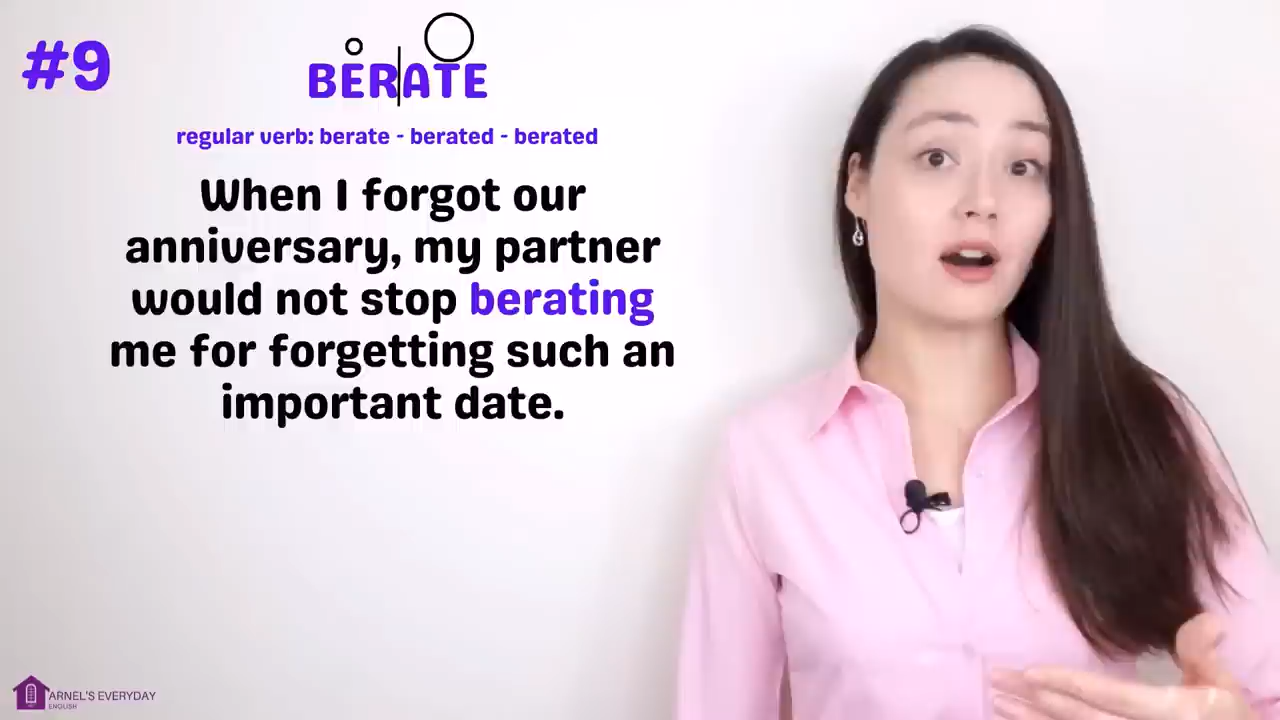 #9
BERATE
regular verb: berate - berated - berated
When I forgot our
anniversary, my partner
would not stop berating
me for forgetting such an
important date.
ARNEL'S EVERYDAY
ENGLISH